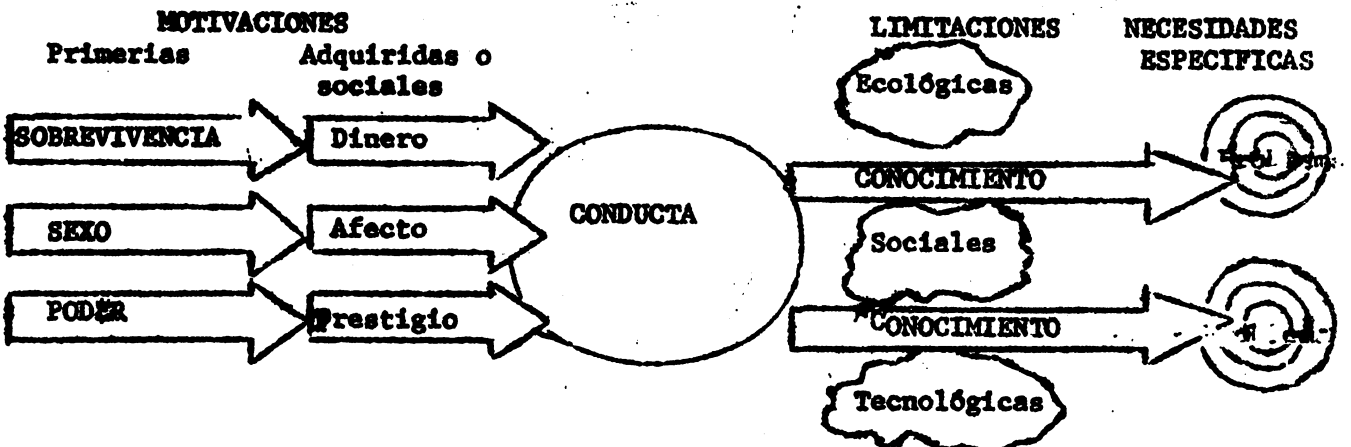 MOTIVACIONES
Primerias
Adquiridas o
sociales
SOBREVIVENCIA
Dinero
SEXO
Afecto
PODER
Prestigio
CONDUCTA
LIMITACIONES
Ecológicas
CONOCIMIENTO
Sociales
CONOCIMIENTO
Tecnológicas
NECESIDADES
ESPECIFICAS